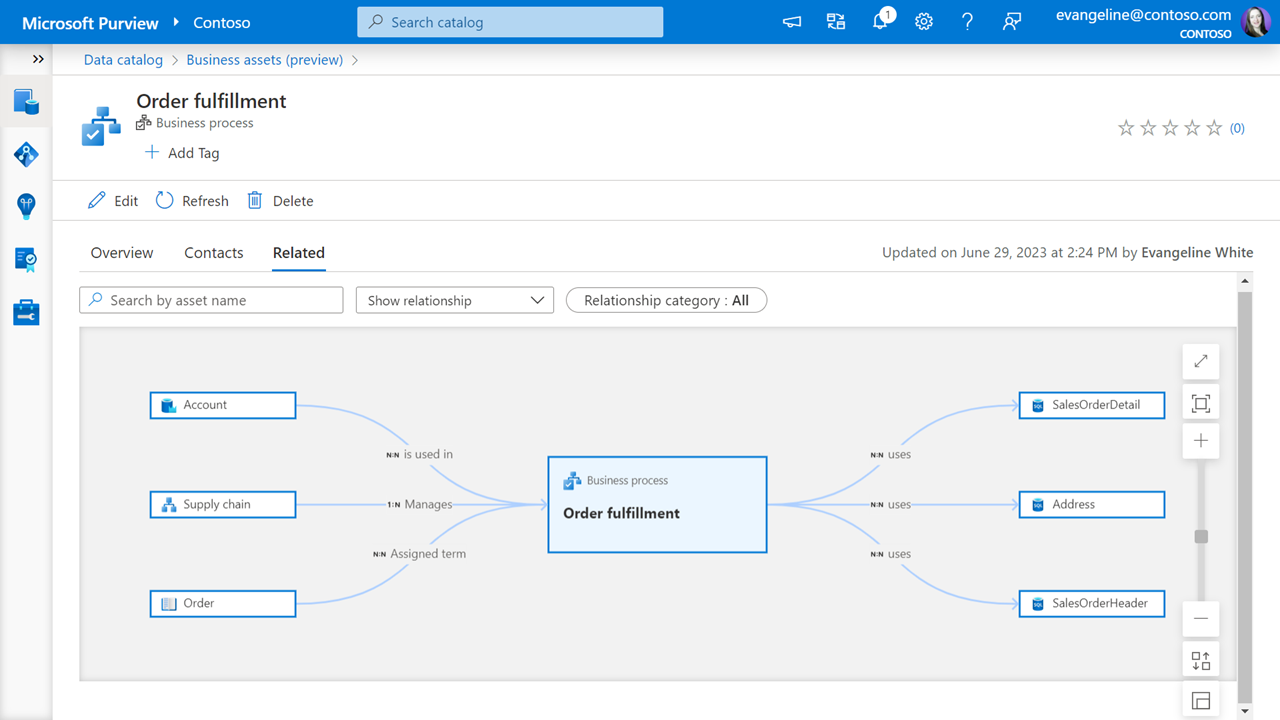 Microsoft Purview
Contoso
Search catalog
1
evangeline@contoso.com
CONTOSO
Data catalog
Business assets (preview)
Order fulfillment
Business process
Add Tag
(0)
Edit
Refresh
Delete
Overview
Contacts
Related
Updated on June 29, 2023 at 2:24 PM by Evangeline White
Search by asset name
Show relationship
Relationship category : All
Account
N:N is used in
Supply chain
1:N Manages
N:N Assigned term
Order
Business process
Order fulfillment
N:N uses
N:N uses
N:N uses
SQL SalesOrderDetail
SQL Address
SQL SalesOrderHeader